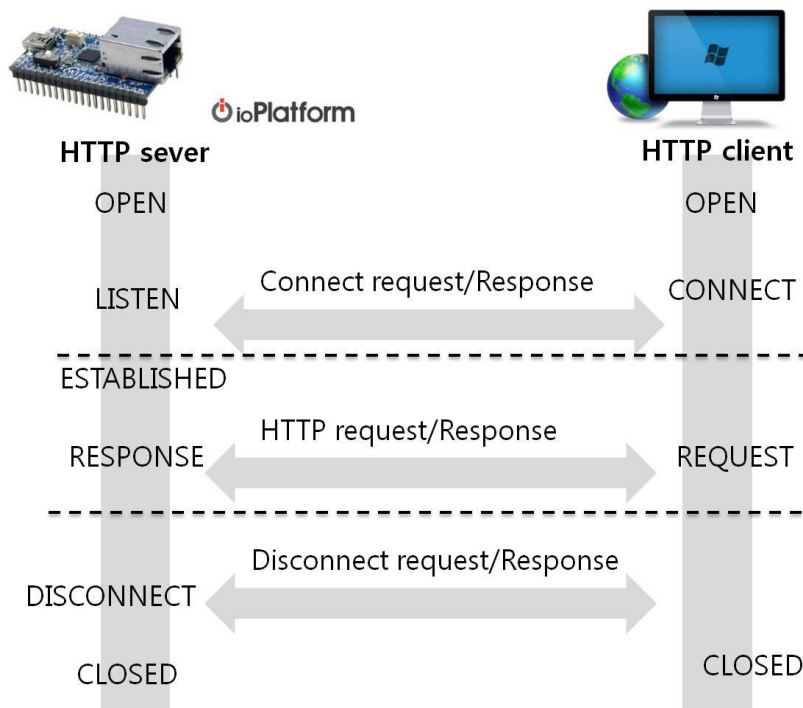 ioPlatform
HTTP sever
HTTP client
OPEN
OPEN
LISTEN
Connect request/Response
CONNECT
ESTABLISHED
RESPONSE
HTTP request/Response
REQUEST
DISCONNECT
Disconnect request/Response
CLOSED
CLOSED